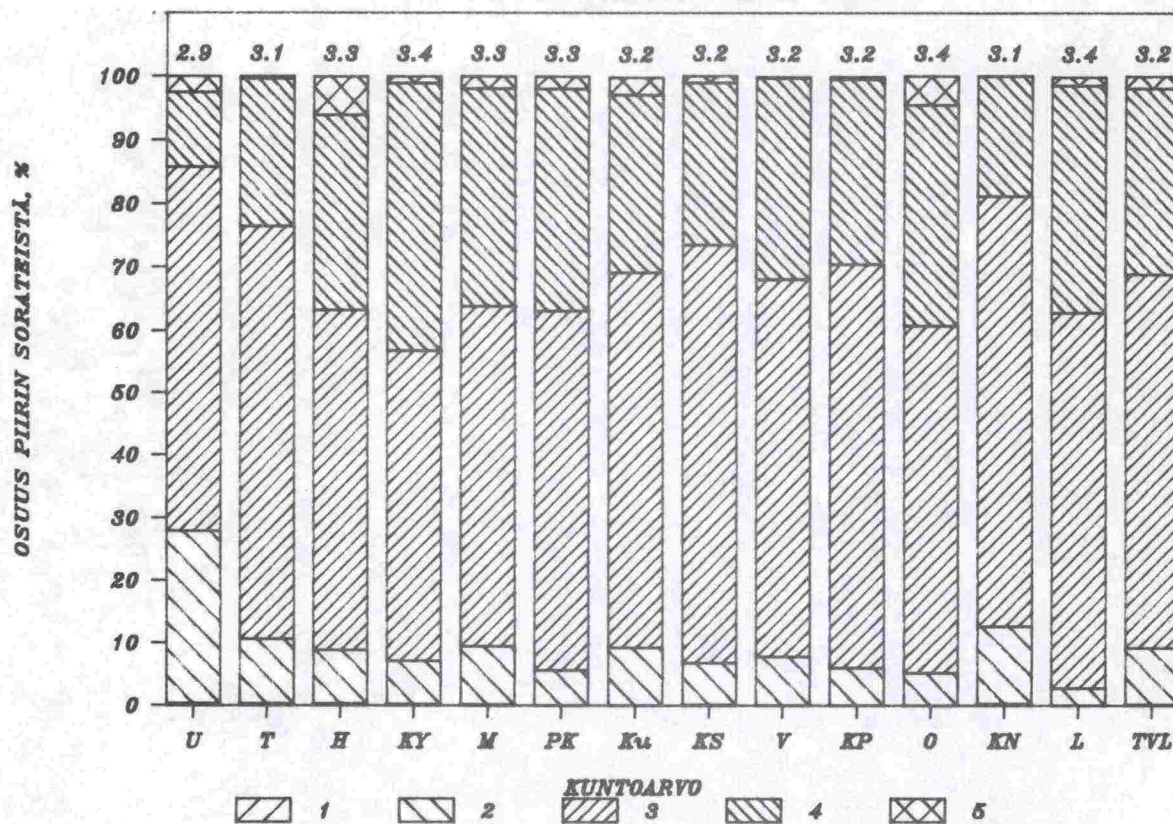 2.9 3.1 3.3 3.4 3.3 3.3 3.2 3.2 3.2 3.2 3.4 3.1 3.4 3.2
OSUUS PIIRIN SORATEISTÄ, %
100
90
80
70
60
50
40
30
20
10
0
U T H KY M PK Ku KS V KP O KN L TVL
KUNTOARVO
1 2 3 4 5